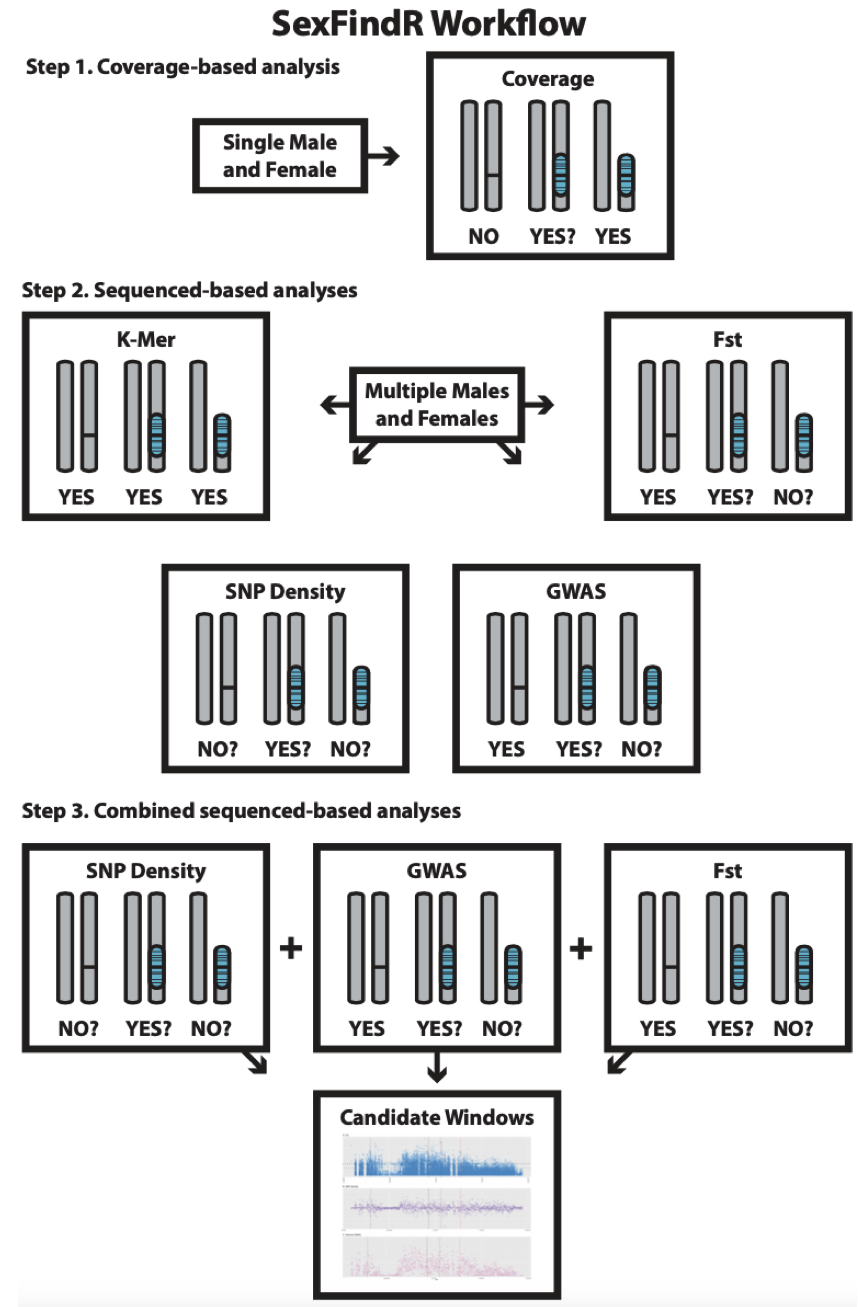 SexFindR Workflow
Step 1. Coverage-based analysis
Coverage
Single Male
and Female
NO YES? YES
Step 2. Sequenced-based analyses
K-Mer
YES YES YES
Multiple Males
and Females
Fst
YES YES? NO?
SNP Density
NO? YES? NO?
GWAS
YES YES? NO?
Step 3. Combined sequenced-based analyses
SNP Density
NO? YES? NO?
+
GWAS
YES YES? NO?
+
Fst
YES YES? NO?
Candidate Windows